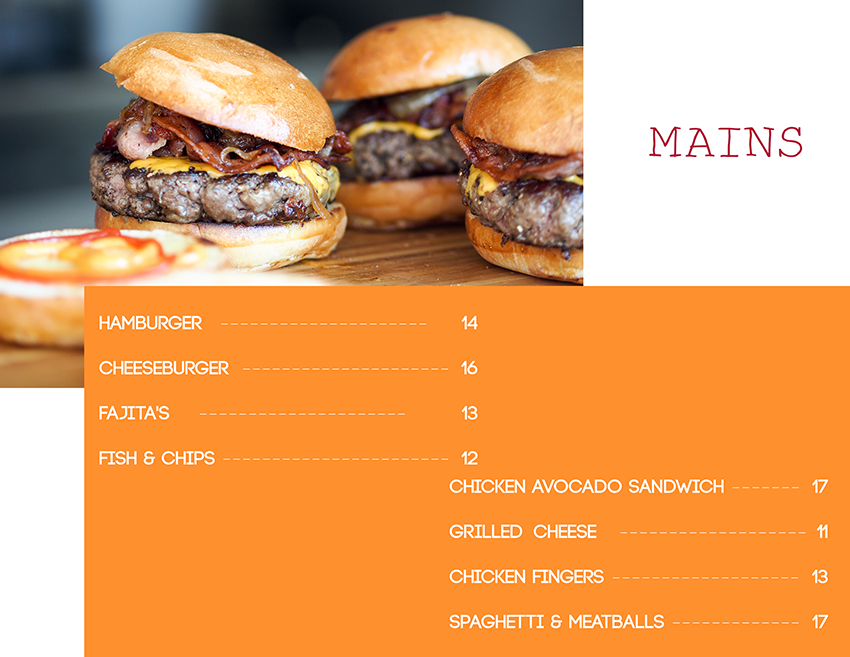 MAINS
HAMBURGER ---------------------- 14
CHEESEBURGER ---------------------- 16
FAJITA'S ---------------------- 13
FISH & CHIPS ------------------------ 12
CHICKEN AVOCADO SANDWICH ------- 17
GRILLED CHEESE -------------------- 11
CHICKEN FINGERS -------------------- 13
SPAGHETTI & MEATBALLS ------------- 17